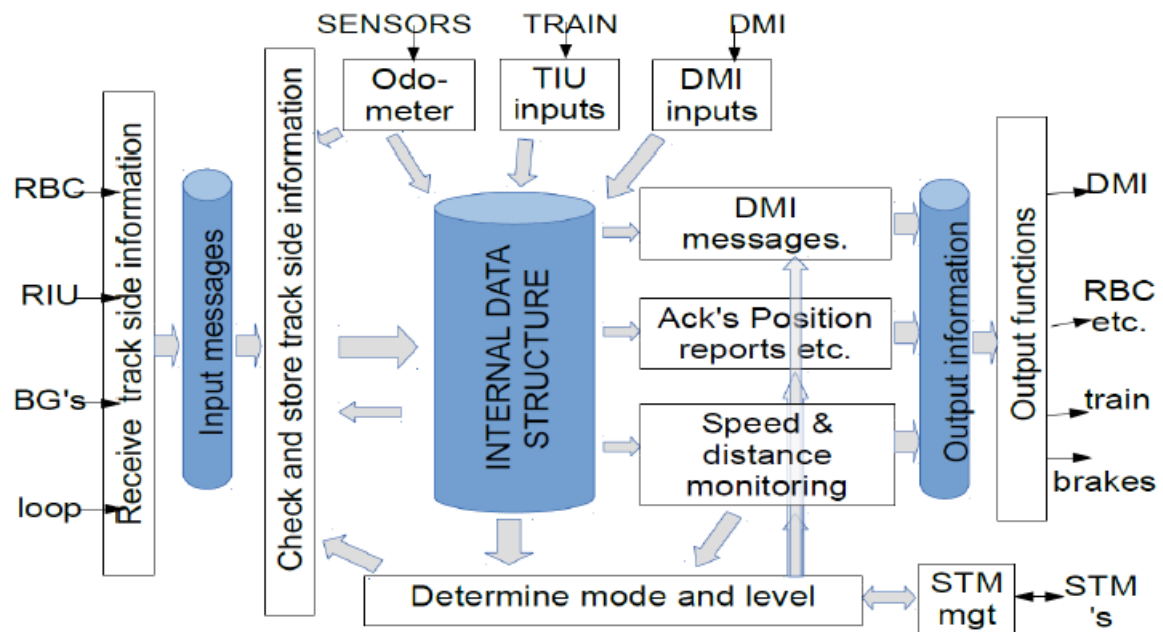 SENSORS
TRAIN
DMI
Odo-
meter
TIU
inputs
DMI
inputs
RBC
RIU
BG's
loop
Receive track side information
Input messages
Check and store track side information
INTERNAL DATA
STRUCTURE
DMI
messages.
Ack's Position
reports etc.
Speed &
distance
monitoring
Output information
Output functions
DMI
RBC
etc.
train
brakes
Determine mode and level
STM
mgt
STM
's